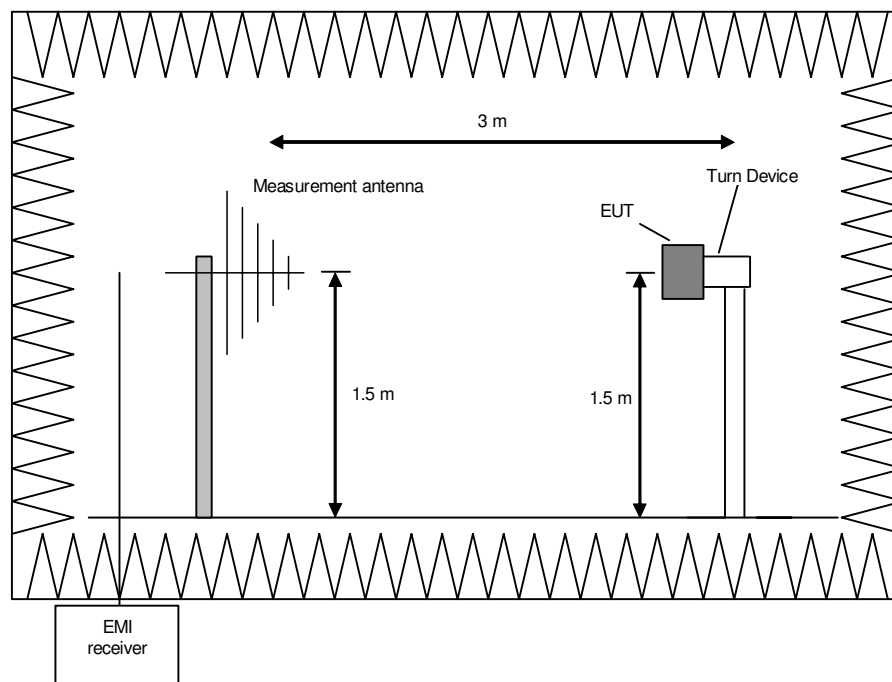 3 m
Measurement antenna
Turn Device
EUT
1.5 m
1.5 m
EMI
receiver